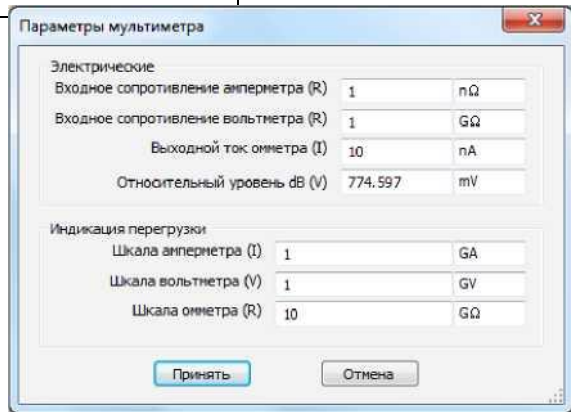 Параметры мультиметра
Электрические
Входное сопротивление амперметра (R) 1 nΩ
Входное сопротивление вольтметра (R) 1 GΩ
Выходной ток омметра (I) 10 nA
Относительный уровень dB (V) 774.597 mV
Индикация перегрузки
Шкала амперметра (I) 1 GA
Шкала вольтметра (V) 1 GV
Шкала омметра (R) 10 GΩ
Принять Отмена